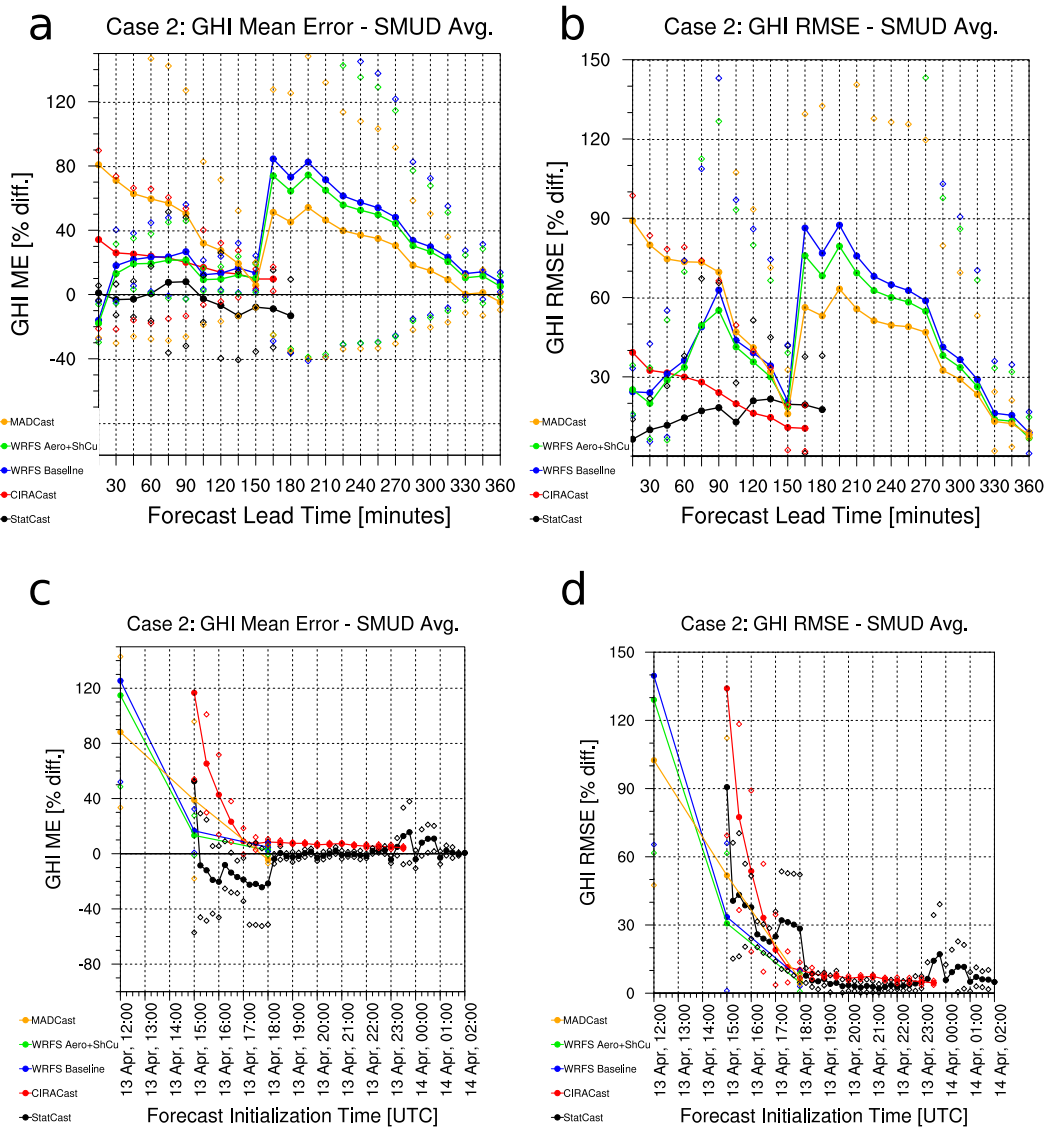 a
Case 2: GHI Mean Error - SMUD Avg.
GHI ME [% diff.]
120
80
40
0
-40
MADCast
WRFS Aero+ShCu
WRFS Baseline
CIRACast
StatCast
30 60 90 120 150 180 210 240 270 300 330 360
Forecast Lead Time [minutes]
b
Case 2: GHI RMSE - SMUD Avg.
GHI RMSE [% diff.]
150
120
90
60
30
MADCast
WRFS Aero+ShCu
WRFS Baseline
CIRACast
StatCast
30 60 90 120 150 180 210 240 270 300 330 360
Forecast Lead Time [minutes]
c
Case 2: GHI Mean Error - SMUD Avg.
GHI ME [% diff.]
120
80
40
0
-40
-80
MADCast
WRFS Aero+ShCu
WRFS Baseline
CIRACast
StatCast
13 Apr, 12:00
13 Apr, 13:00
13 Apr, 14:00
13 Apr, 15:00
13 Apr, 16:00
13 Apr, 17:00
13 Apr, 18:00
13 Apr, 19:00
13 Apr, 20:00
13 Apr, 21:00
13 Apr, 22:00
13 Apr, 23:00
14 Apr, 00:00
14 Apr, 01:00
14 Apr, 02:00
Forecast Initialization Time [UTC]
d
Case 2: GHI RMSE - SMUD Avg.
GHI RMSE [% diff.]
150
120
90
60
30
0
MADCast
WRFS Aero+ShCu
WRFS Baseline
CIRACast
StatCast
13 Apr, 12:00
13 Apr, 13:00
13 Apr, 14:00
13 Apr, 15:00
13 Apr, 16:00
13 Apr, 17:00
13 Apr, 18:00
13 Apr, 19:00
13 Apr, 20:00
13 Apr, 21:00
13 Apr, 22:00
13 Apr, 23:00
14 Apr, 00:00
14 Apr, 01:00
14 Apr, 02:00
Forecast Initialization Time [UTC]